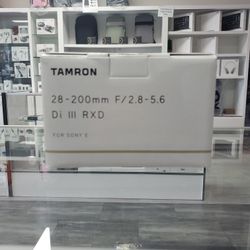 TAMRON
28-200mm F/2.8-5.6
Di III RXD
FOR SONY E